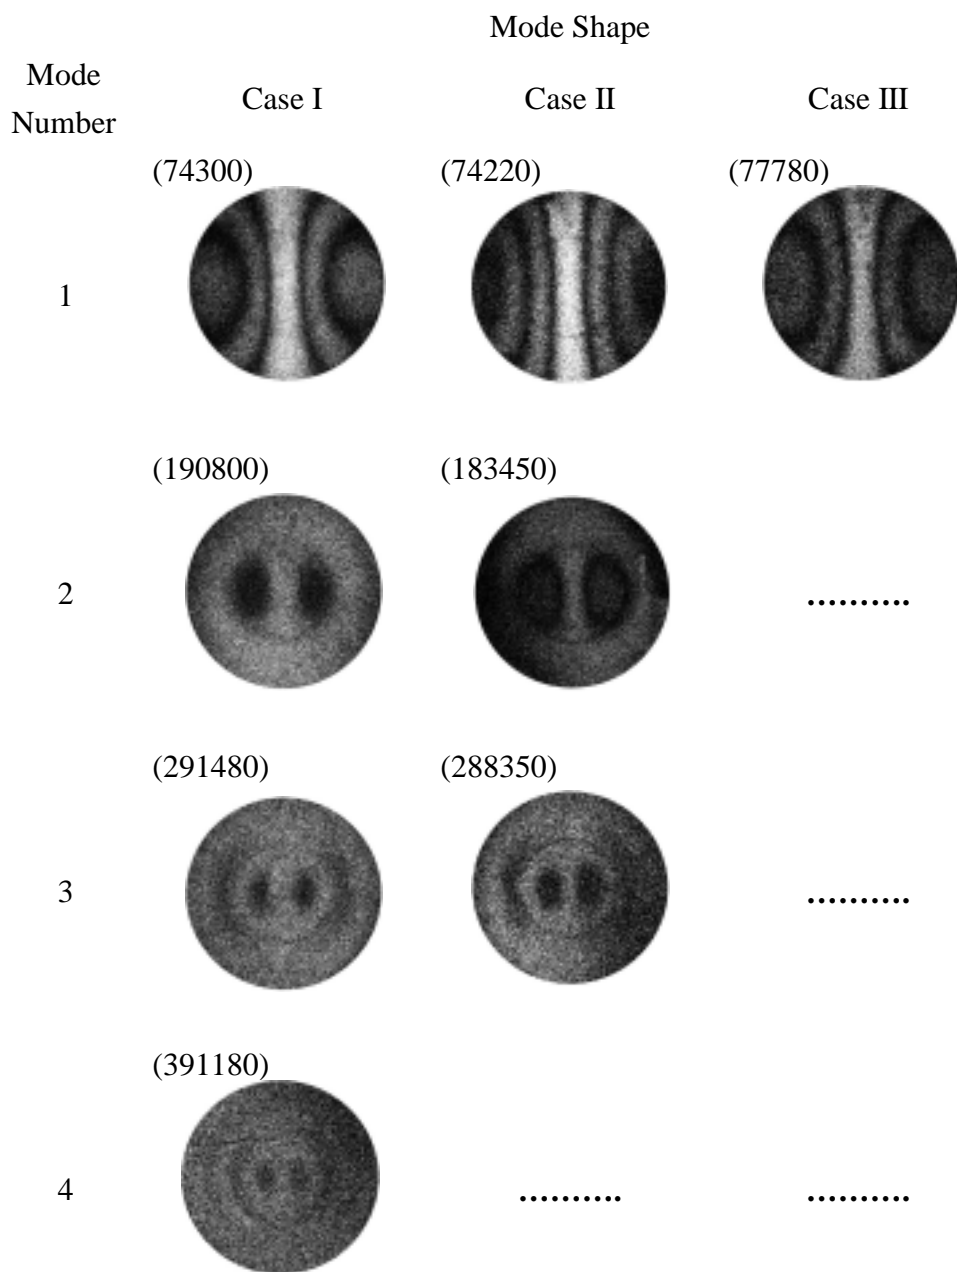 Mode Shape
Mode
Number
Case I
Case II
Case III
(74300)
(74220)
(77780)
1
(190800)
(183450)
2
..........
(291480)
(288350)
3
..........
(391180)
4
..........
..........